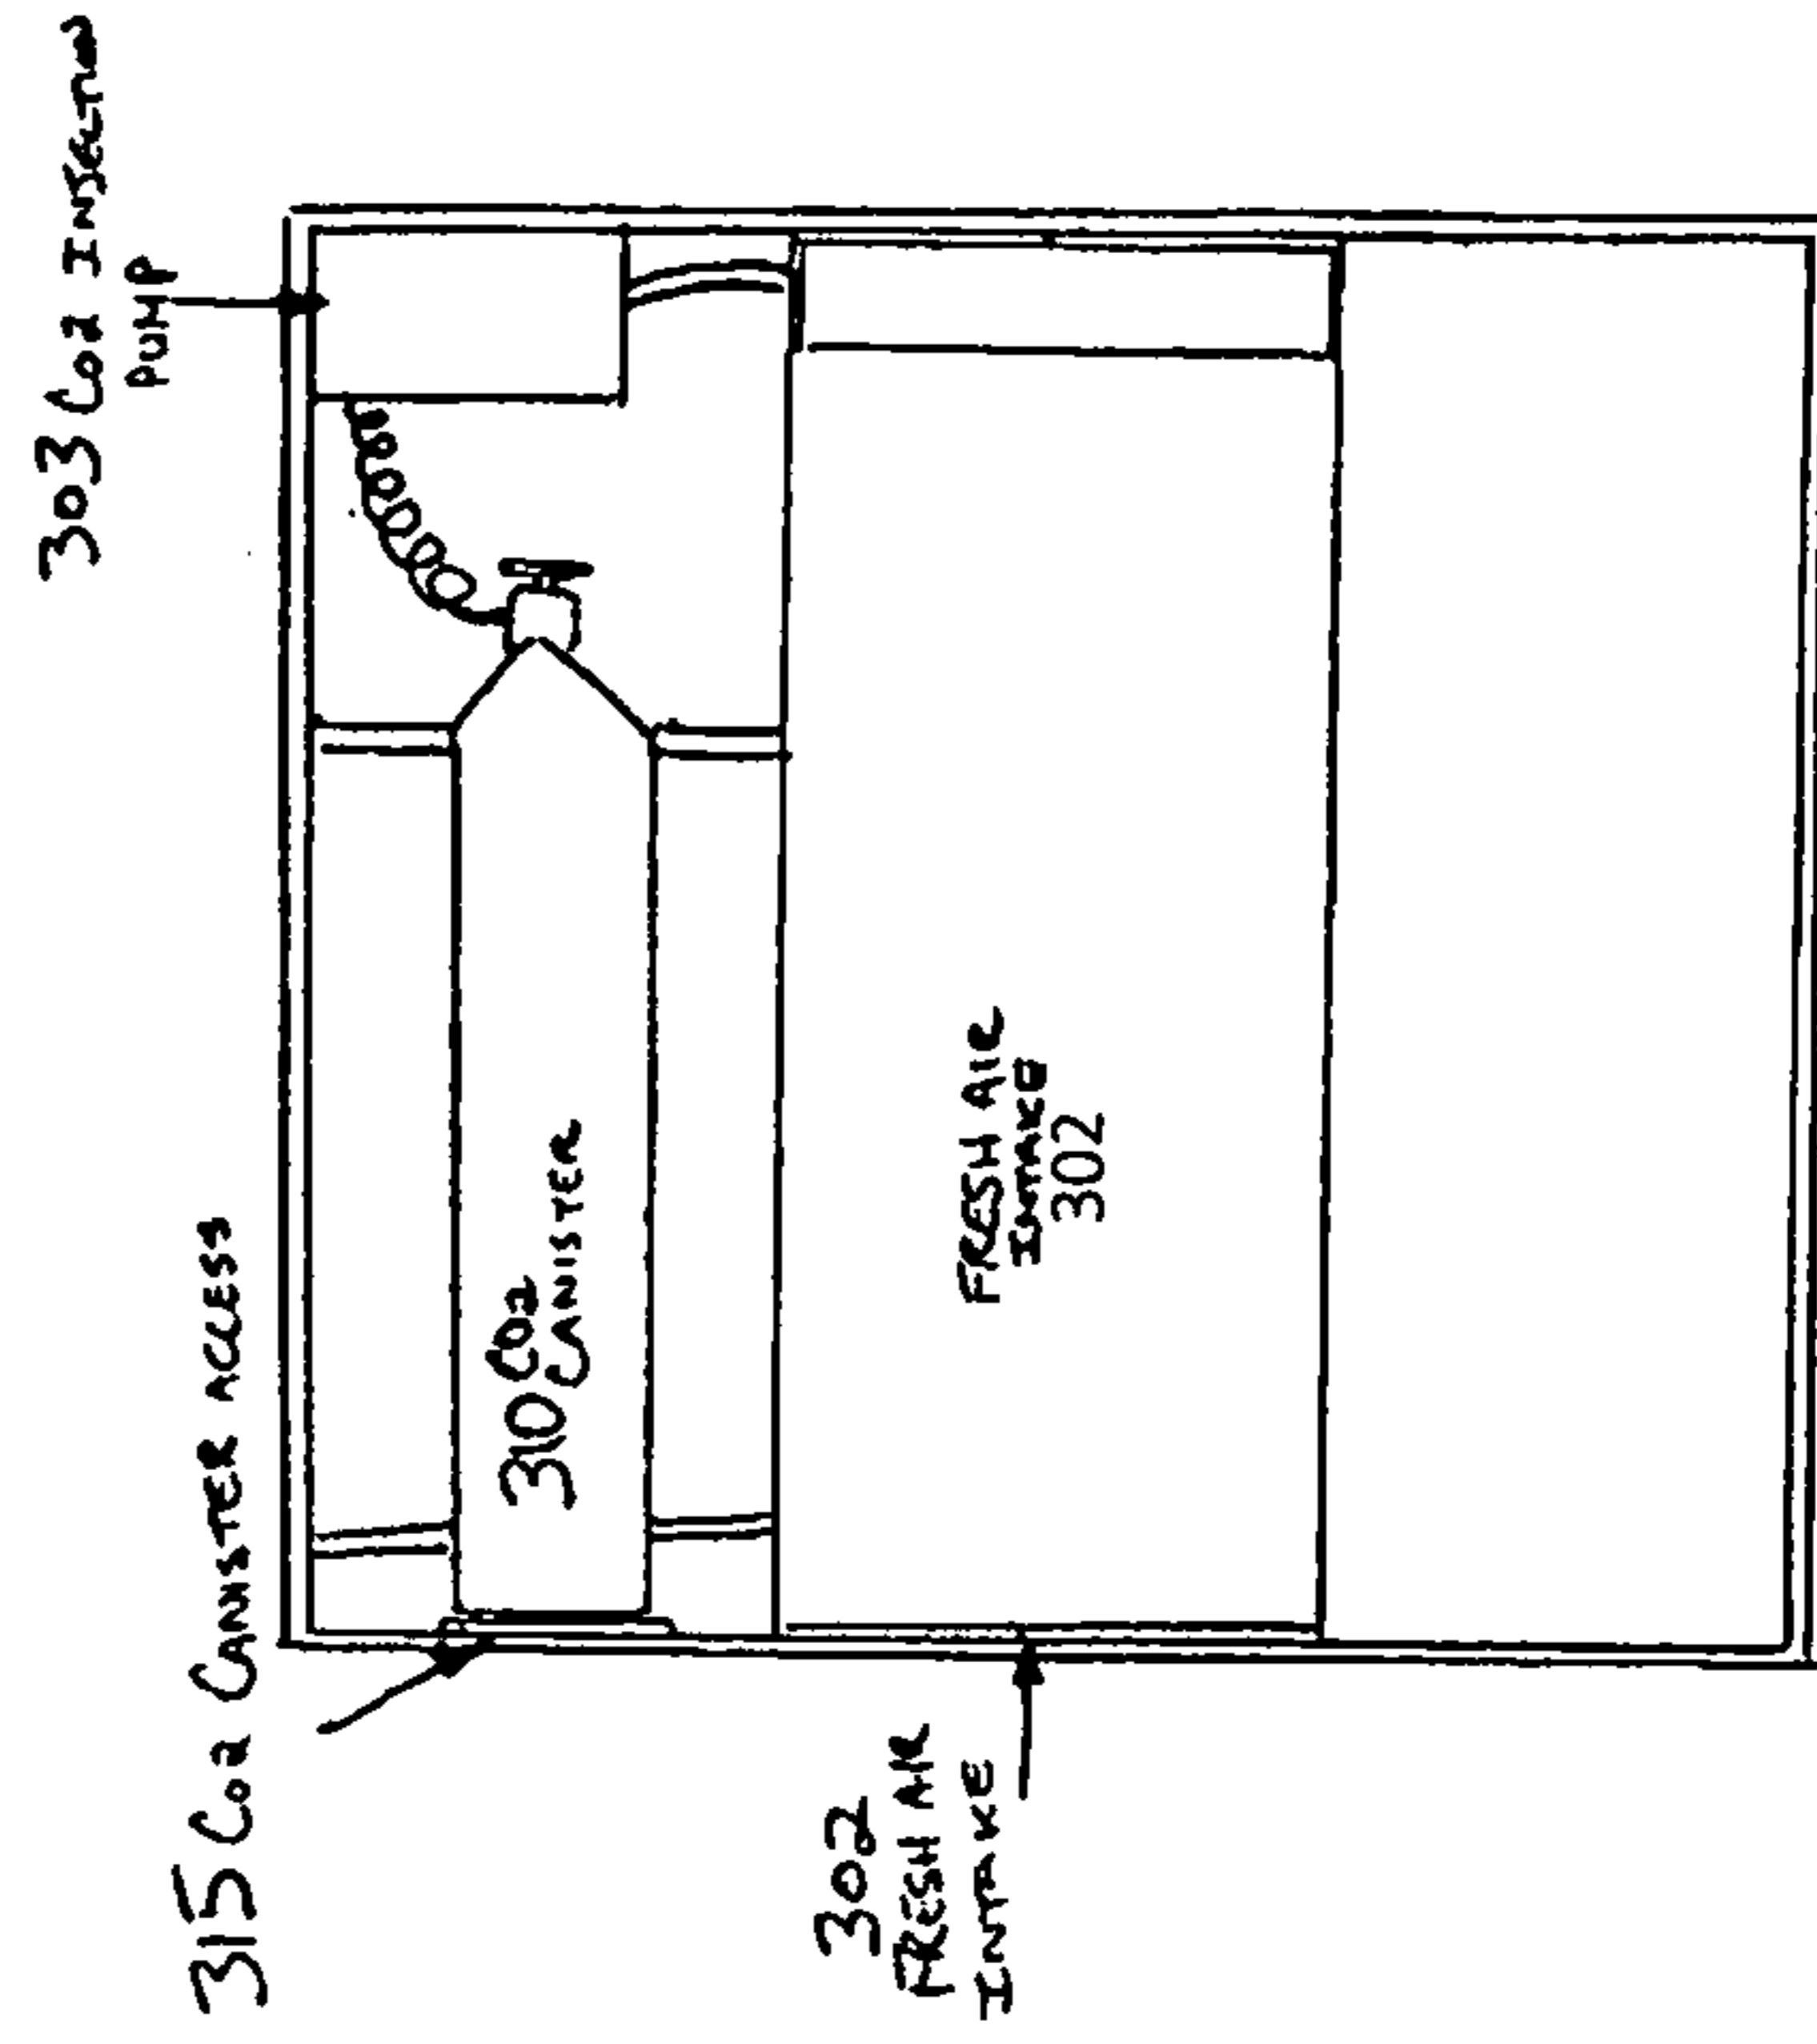 303 Co2 INJECTION
PUMP
315 Co2 CANISTER ACCESS
310 Co2
CANISTER
FRESH AIR
INTAKE
302
302
FRESH AIR
INTAKE